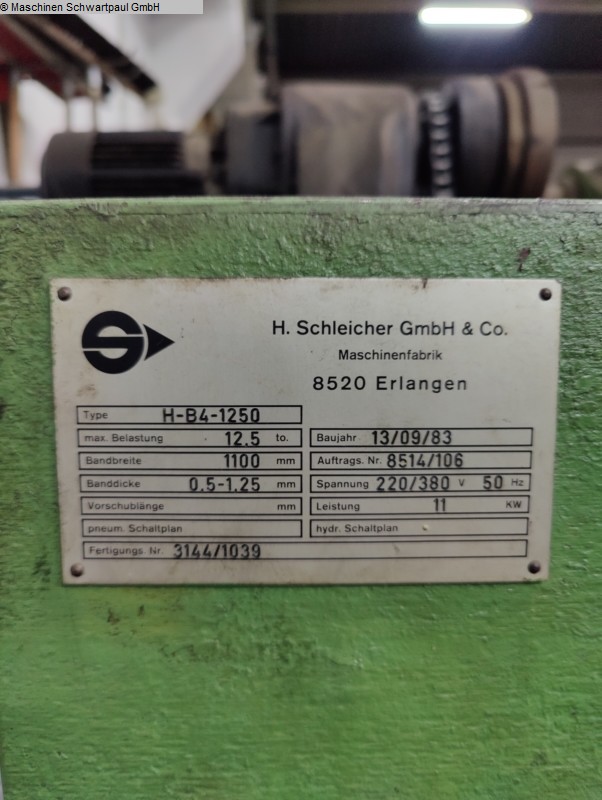 © Maschinen Schwartpaul GmbH
H. Schleicher GmbH & Co.
Maschinenfabrik
8520 Erlangen
Type H-B4-1250
max. Belastung 12.5 to. Baujahr 13/09/83
Bandbreite 1100 mm Auftrags. Nr. 8514/106
Banddicke 0.5-1.25 mm Spannung 220/380 V 50 Hz
Vorschublänge mm Leistung 11 KW
pneum. Schaltplan hydr. Schaltplan
Fertigungs. Nr. 3144/1039